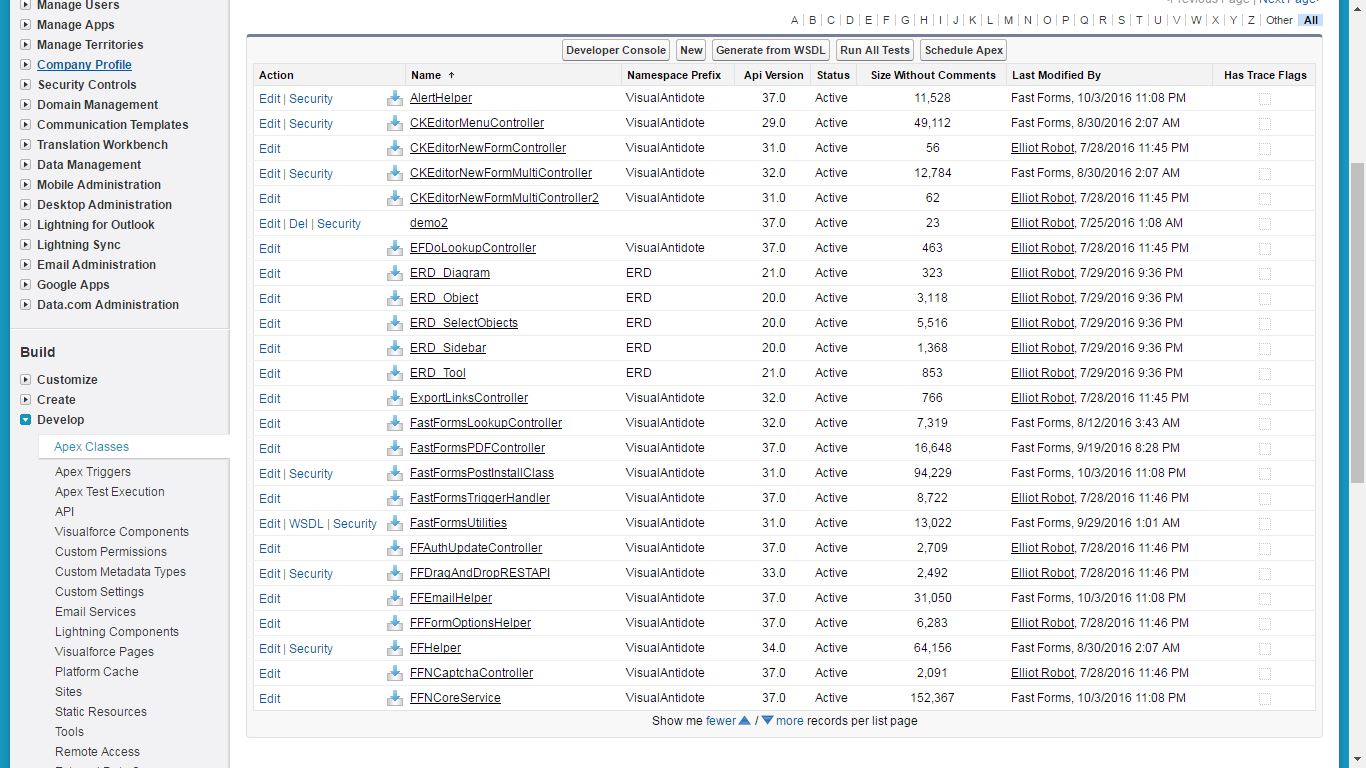 <Previous Page | Next Page>
A | B | C | D | E | F | G | H | I | J | K | L | M | N | O | P | Q | R | S | T | U | V | W | X | Y | Z | Other All
Manage Users
Manage Apps
Manage Territories
Company Profile
Security Controls
Domain Management
Communication Templates
Translation Workbench
Data Management
Mobile Administration
Desktop Administration
Lightning for Outlook
Lightning Sync
Email Administration
Google Apps
Data.com Administration
Build
Customize
Create
Develop
Apex Classes
Apex Triggers
Apex Test Execution
API
Visualforce Components
Custom Permissions
Custom Metadata Types
Custom Settings
Email Services
Lightning Components
Visualforce Pages
Platform Cache
Sites
Static Resources
Tools
Remote Access
Developer Console New Generate from WSDL Run All Tests Schedule Apex
Action Name ↑ Namespace Prefix Api Version Status Size Without Comments Last Modified By Has Trace Flags
Edit | Security AlertHelper VisualAntidote 37.0 Active 11,528 Fast Forms, 10/3/2016 11:08 PM
Edit | Security CKEditorMenuController VisualAntidote 29.0 Active 49,112 Fast Forms, 8/30/2016 2:07 AM
Edit CKEditorNewFormController VisualAntidote 31.0 Active 56 Elliot Robot, 7/28/2016 11:45 PM
Edit | Security CKEditorNewFormMultiController VisualAntidote 32.0 Active 12,784 Fast Forms, 8/30/2016 2:07 AM
Edit CKEditorNewFormMultiController2 VisualAntidote 31.0 Active 62 Elliot Robot, 7/28/2016 11:45 PM
Edit | Del | Security demo2 37.0 Active 23 Elliot Robot, 7/25/2016 1:08 AM
Edit EFDoLookupController VisualAntidote 37.0 Active 463 Elliot Robot, 7/28/2016 11:45 PM
Edit ERD_Diagram ERD 21.0 Active 323 Elliot Robot, 7/29/2016 9:36 PM
Edit ERD_Object ERD 20.0 Active 3,118 Elliot Robot, 7/29/2016 9:36 PM
Edit ERD_SelectObjects ERD 20.0 Active 5,516 Elliot Robot, 7/29/2016 9:36 PM
Edit ERD_Sidebar ERD 20.0 Active 1,368 Elliot Robot, 7/29/2016 9:36 PM
Edit ERD_Tool ERD 21.0 Active 853 Elliot Robot, 7/29/2016 9:36 PM
Edit ExportLinksController VisualAntidote 32.0 Active 766 Elliot Robot, 7/28/2016 11:45 PM
Edit FastFormsLookupController VisualAntidote 32.0 Active 7,319 Fast Forms, 8/12/2016 3:43 AM
Edit FastFormsPDFController VisualAntidote 37.0 Active 16,648 Fast Forms, 9/19/2016 8:28 PM
Edit | Security FastFormsPostInstallClass VisualAntidote 31.0 Active 94,229 Fast Forms, 10/3/2016 11:08 PM
Edit FastFormsTriggerHandler VisualAntidote 37.0 Active 8,722 Elliot Robot, 7/28/2016 11:46 PM
Edit | WSDL | Security FastFormsUtilities VisualAntidote 31.0 Active 13,022 Fast Forms, 9/29/2016 1:01 AM
Edit FFAuthUpdateController VisualAntidote 37.0 Active 2,709 Elliot Robot, 7/28/2016 11:46 PM
Edit | Security FFDragAndDropRESTAPI VisualAntidote 33.0 Active 2,492 Elliot Robot, 7/28/2016 11:46 PM
Edit FFEmailHelper VisualAntidote 37.0 Active 31,050 Fast Forms, 10/3/2016 11:08 PM
Edit FFFormOptionsHelper VisualAntidote 37.0 Active 6,283 Elliot Robot, 7/28/2016 11:46 PM
Edit | Security FFHelper VisualAntidote 34.0 Active 64,156 Fast Forms, 8/30/2016 2:07 AM
Edit FFNCaptchaController VisualAntidote 37.0 Active 2,091 Elliot Robot, 7/28/2016 11:46 PM
Edit FFNCoreService VisualAntidote 37.0 Active 152,367 Fast Forms, 10/3/2016 11:08 PM
Show me fewer / more records per list page